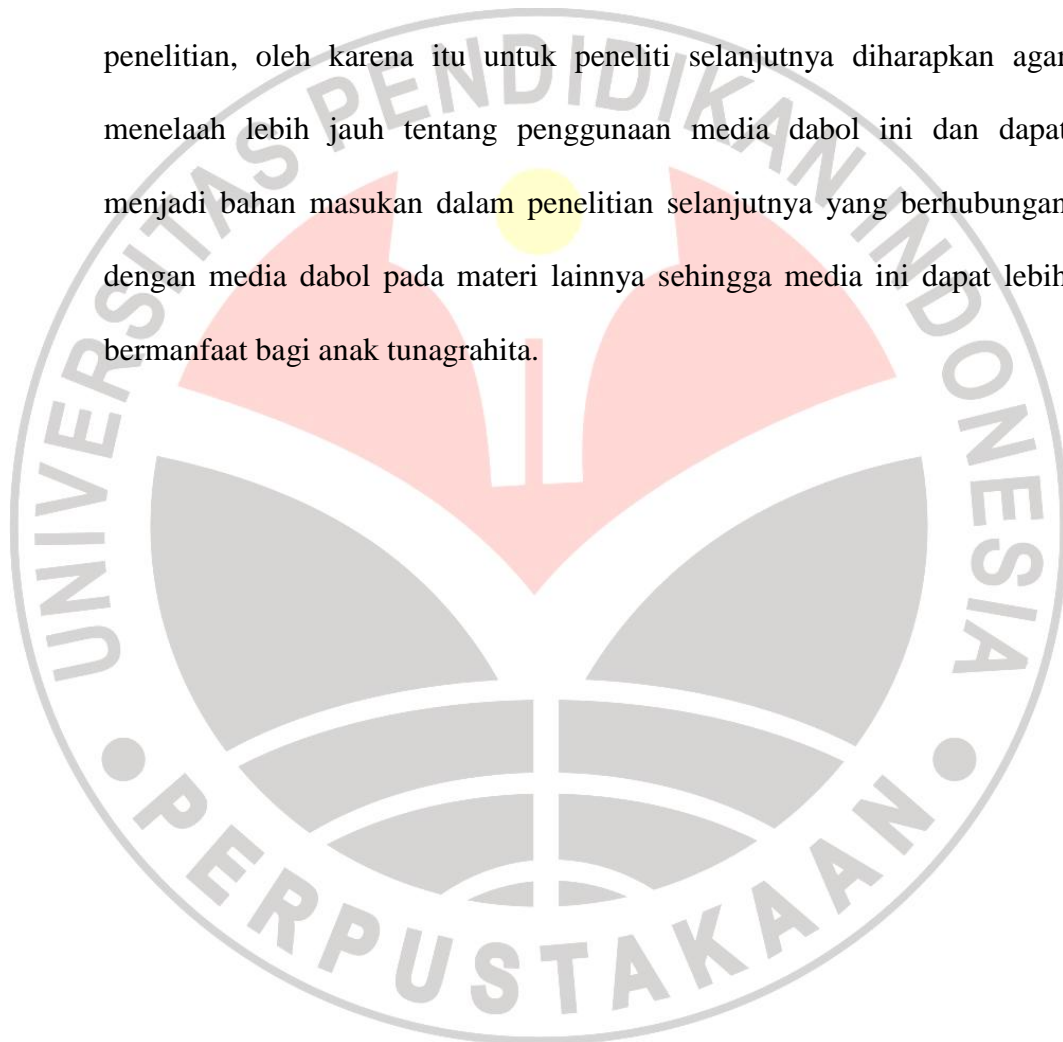 penelitian, oleh karena itu untuk peneliti selanjutnya diharapkan agar
menelaah lebih jauh tentang penggunaan media dabol ini dan dapat
menjadi bahan masukan dalam penelitian selanjutnya yang berhubungan
dengan media dabol pada materi lainnya sehingga media ini dapat lebih
bermanfaat bagi anak tunagrahita.
UNIVERSITAS PENDIDIKAN INDONESIA
PERPUSTAKAAN